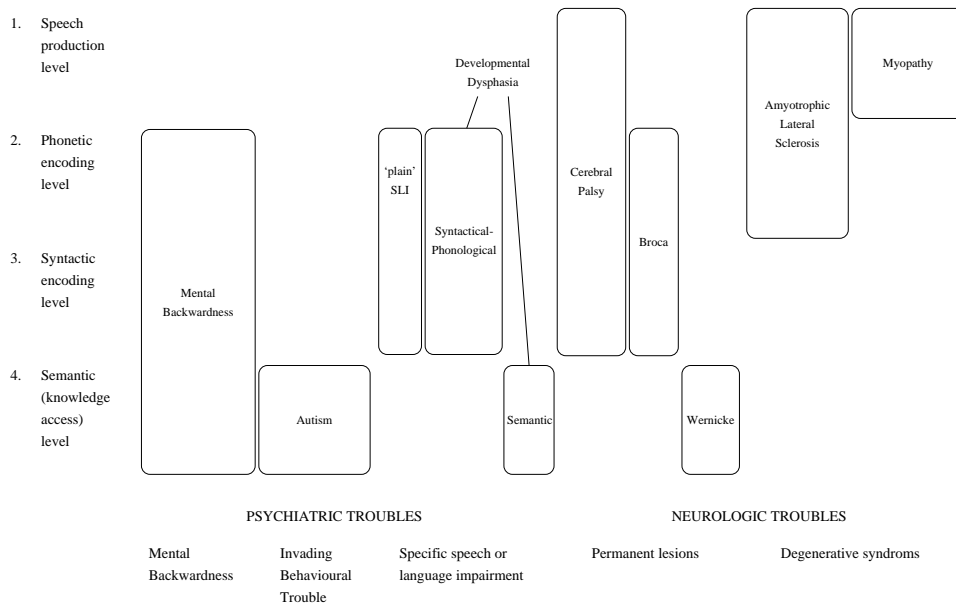 1. Speech
production
level
2. Phonetic
encoding
level
3. Syntactic
encoding
level
4. Semantic
(knowledge
access)
level
Mental
Backwardness
Autism
‘plain’
SLI
Developmental
Dysphasia
Syntactical-
Phonological
Semantic
Cerebral
Palsy
Broca
Wernicke
Amyotrophic
Lateral
Sclerosis
Myopathy
PSYCHIATRIC TROUBLES
NEUROLOGIC TROUBLES
Mental
Backwardness
Invading
Behavioural
Trouble
Specific speech or
language impairment
Permanent lesions
Degenerative syndroms